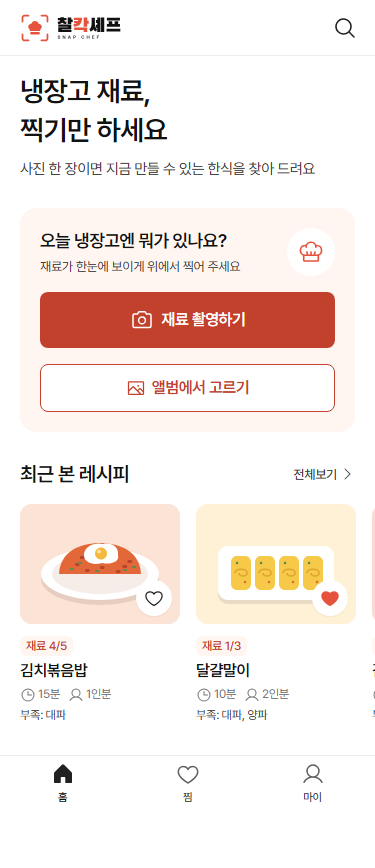 찰칵셰프
SNAP CHEF
냉장고 재료,
찍기만 하세요
사진 한 장이면 지금 만들 수 있는 한식을 찾아 드려요
오늘 냉장고엔 뭐가 있나요?
재료가 한눈에 보이게 위에서 찍어 주세요
재료 촬영하기
앨범에서 고르기
최근 본 레시피
전체보기
재료 4/5
김치볶음밥
15분 1인분
부족: 대파
재료 1/3
달걀말이
10분 2인분
부족: 대파, 양파
홈
찜
마이